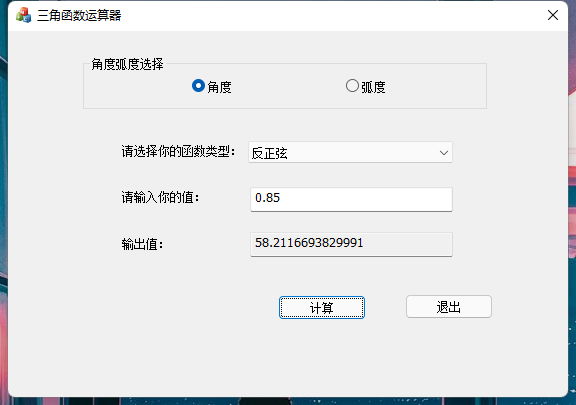 三角函数运算器
角度弧度选择
角度 弧度
请选择你的函数类型: 反正弦
请输入你的值: 0.85
输出值: 58.2116693829991
计算 退出